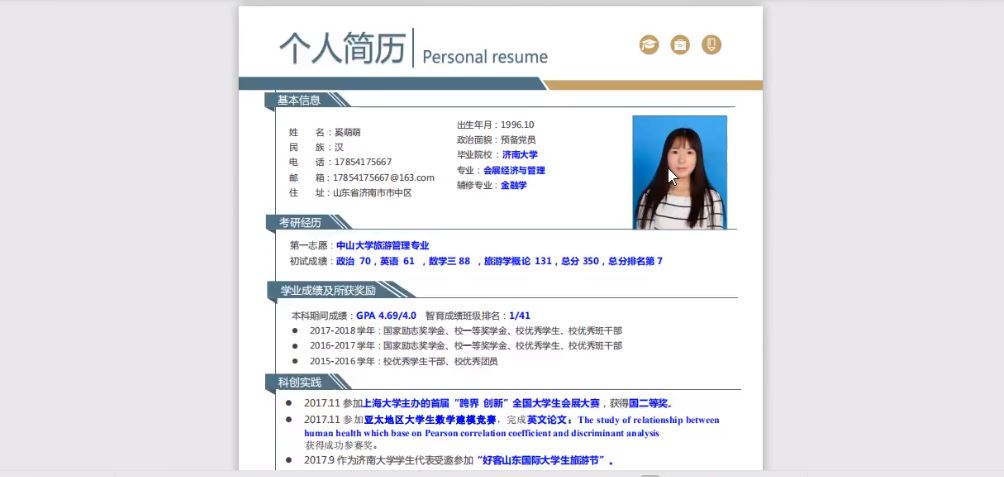 个人简历 Personal resume
基本信息
姓 名：奚萌萌
民 族：汉
电 话：17854175667
邮 箱：17854175667@163.com
住 址：山东省济南市市中区
出生年月：1996.10
政治面貌：预备党员
毕业院校：济南大学
专业：会展经济与管理
辅修专业：金融学
考研经历
第一志愿：中山大学旅游管理专业
初试成绩：政治 70，英语 61 ，数学三 88 ，旅游学概论 131，总分 350，总分排名第 7
学业成绩及所获奖励
本科期间成绩：GPA 4.69/4.0 智育成绩班级排名：1/41
● 2017-2018 学年：国家励志奖学金、校一等奖学金、校优秀学生、校优秀班干部
● 2016-2017 学年：国家励志奖学金、校一等奖学金、校优秀学生、校优秀班干部
● 2015-2016 学年：校优秀学生干部、校优秀团员
科创实践
● 2017.11 参加上海大学主办的首届“跨界 创新”全国大学生会展大赛，获得国二等奖。
● 2017.11 参加亚太地区大学生数学建模竞赛，完成英文论文：The study of relationship between
human health which base on Pearson correlation coefficient and discriminant analysis
获得成功参赛奖。
● 2017.9 作为济南大学学生代表受邀参加“好客山东国际大学生旅游节”。